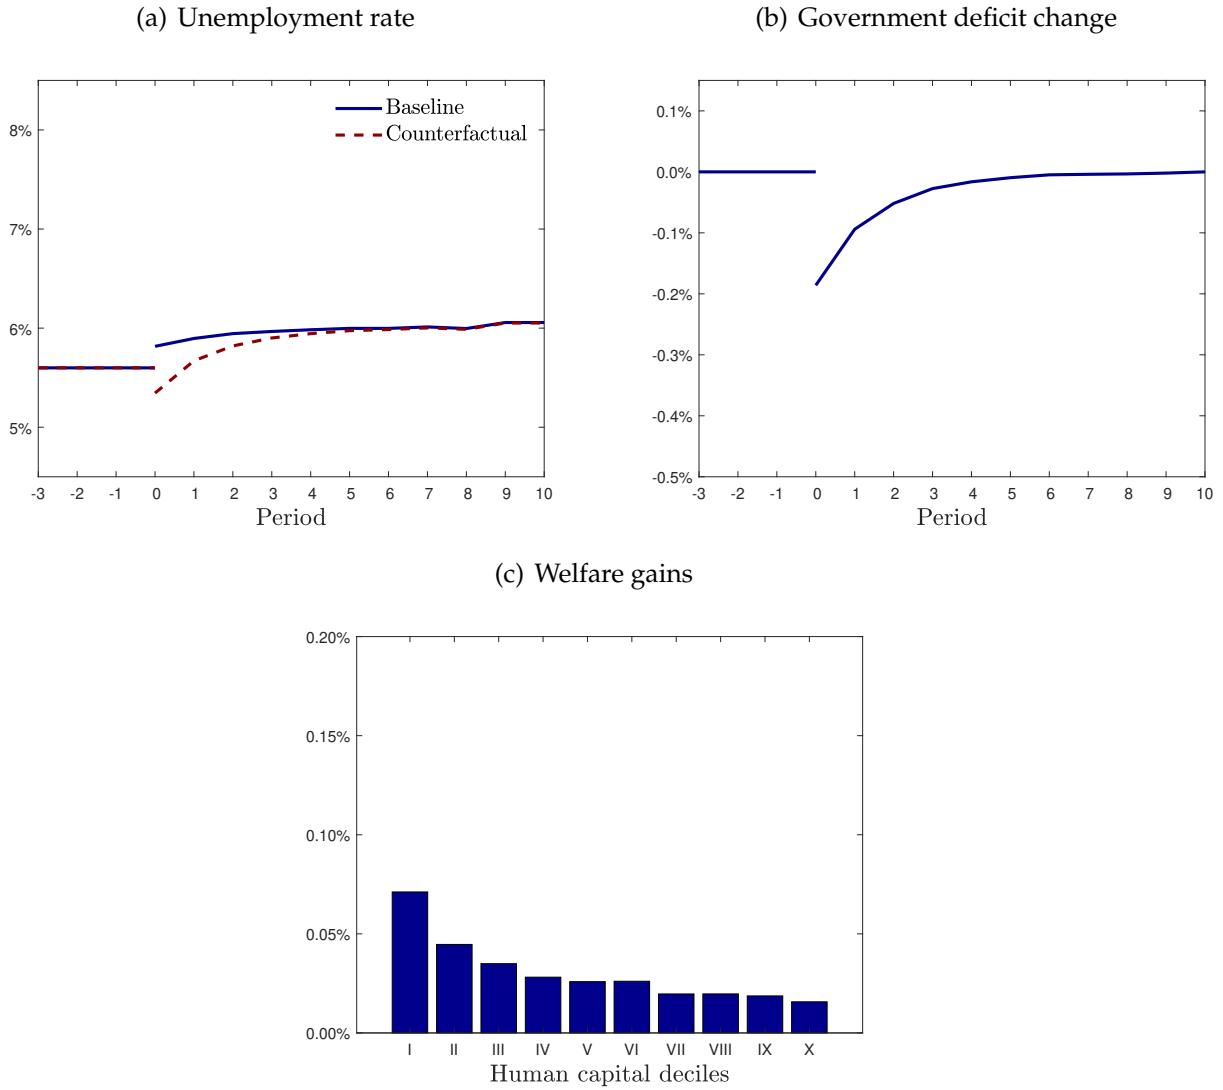 (a) Unemployment rate
Baseline
Counterfactual
8%
7%
6%
5%
-3 -2 -1 0 1 2 3 4 5 6 7 8 9 10
Period
(b) Government deficit change
0.1%
0.0%
-0.1%
-0.2%
-0.3%
-0.4%
-0.5%
-3 -2 -1 0 1 2 3 4 5 6 7 8 9 10
Period
(c) Welfare gains
0.20%
0.15%
0.10%
0.05%
0.00%
I II III IV V VI VII VIII IX X
Human capital deciles